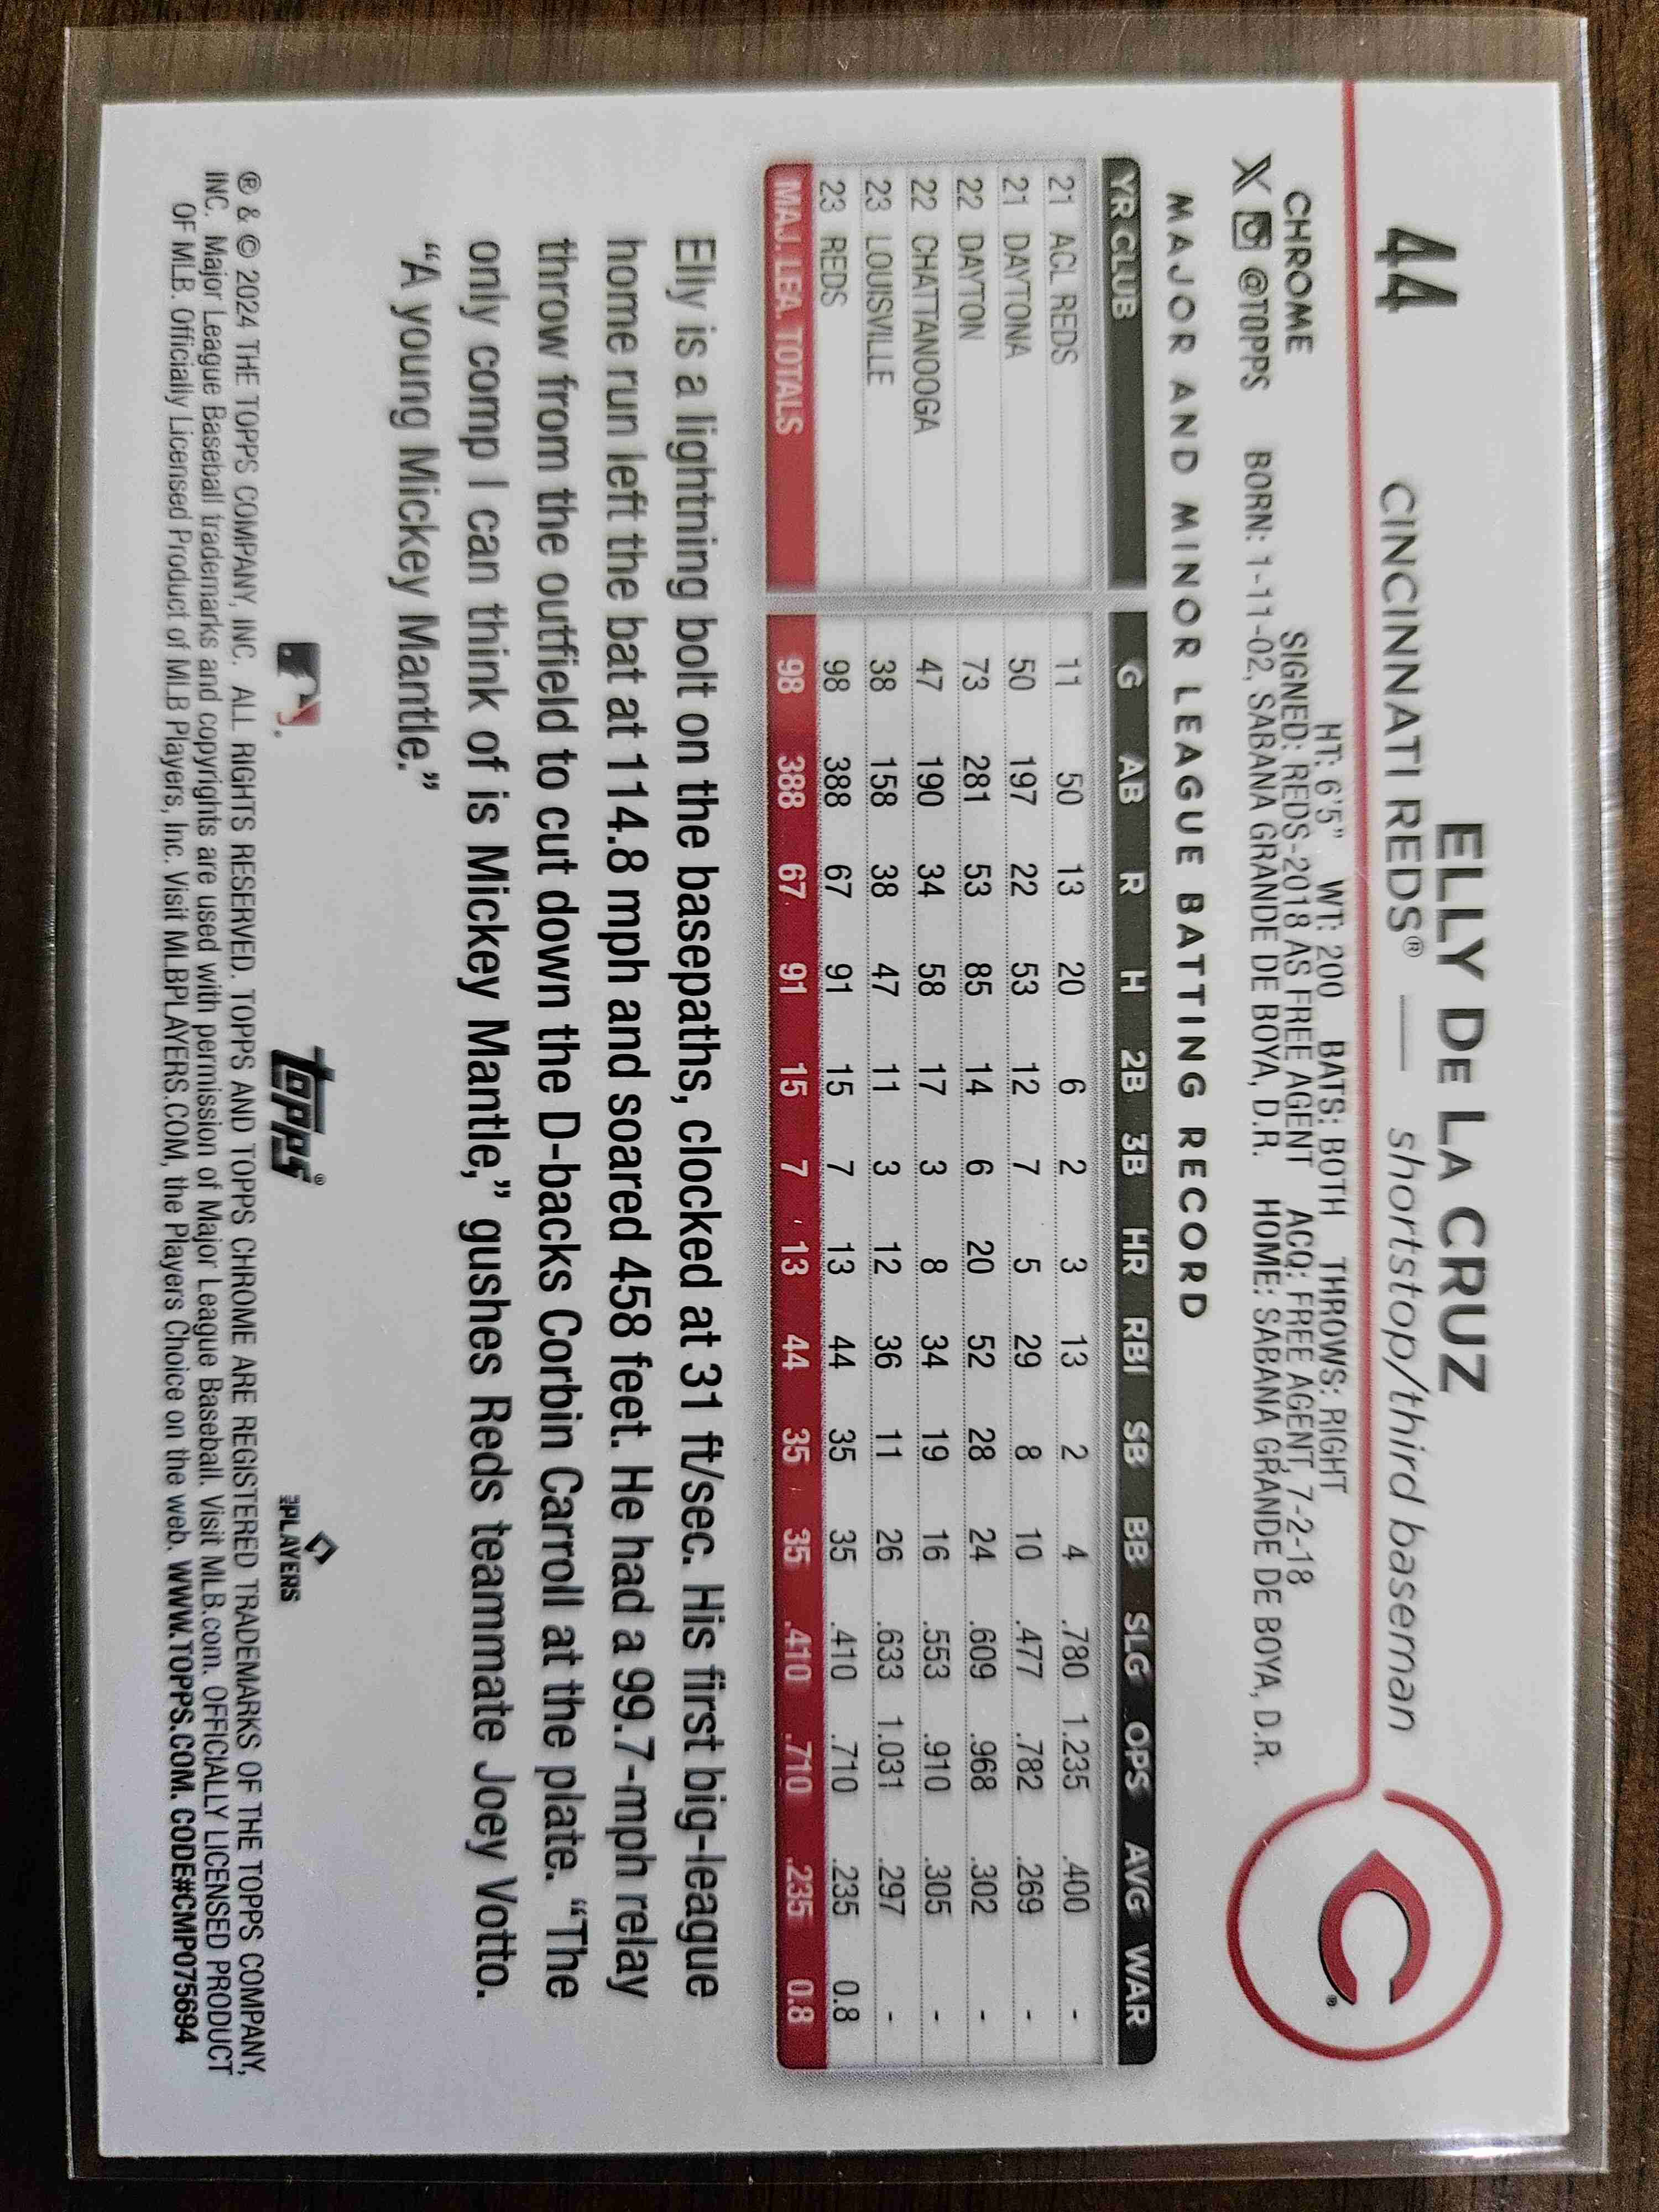 44
ELLY DE LA CRUZ
CINCINNATI REDS® — shortstop/third baseman
HT: 6'5" WT: 200 BATS: BOTH THROWS: RIGHT
CHROME SIGNED: REDS-2018 AS FREE AGENT ACQ: FREE AGENT, 7-2-18
X @TOPPS BORN: 1-11-02, SABANA GRANDE DE BOYA, D.R. HOME: SABANA GRANDE DE BOYA, D.R.
C®
MAJOR AND MINOR LEAGUE BATTING RECORD
YR CLUB G AB R H 2B 3B HR RBI SB BB SLG OPS AVG WAR
21 ACL REDS 11 50 13 20 6 2 3 13 2 4 .780 1.235 .400 -
21 DAYTONA 50 197 22 53 12 7 5 29 8 10 .477 .782 .269 -
22 DAYTON 73 281 53 85 14 6 20 52 28 24 .609 .968 .302 -
22 CHATTANOOGA 47 190 34 58 17 3 8 34 19 16 .553 .910 .305 -
23 LOUISVILLE 38 158 38 47 11 3 12 36 11 26 .633 1.031 .297 -
23 REDS 98 388 67 91 15 7 13 44 35 35 .410 .710 .235 0.8
MAJ. LEA. TOTALS 98 388 67 91 15 7 13 44 35 35 .410 .710 .235 0.8
Elly is a lightning bolt on the basepaths, clocked at 31 ft/sec. His first big-league
home run left the bat at 114.8 mph and soared 458 feet. He had a 99.7-mph relay
throw from the outfield to cut down the D-backs Corbin Carroll at the plate. “The
only comp I can think of is Mickey Mantle,” gushes Reds teammate Joey Votto.
“A young Mickey Mantle.”
topps®
THE PLAYERS
® & © 2024 THE TOPPS COMPANY, INC. ALL RIGHTS RESERVED. TOPPS AND TOPPS CHROME ARE REGISTERED TRADEMARKS OF THE TOPPS COMPANY,
INC. Major League Baseball trademarks and copyrights are used with permission of Major League Baseball. Visit MLB.com. OFFICIALLY LICENSED PRODUCT
OF MLB. Officially Licensed Product of MLB Players, Inc. Visit MLBPLAYERS.COM, the Players Choice on the web. WWW.TOPPS.COM. CODE#CMP075694